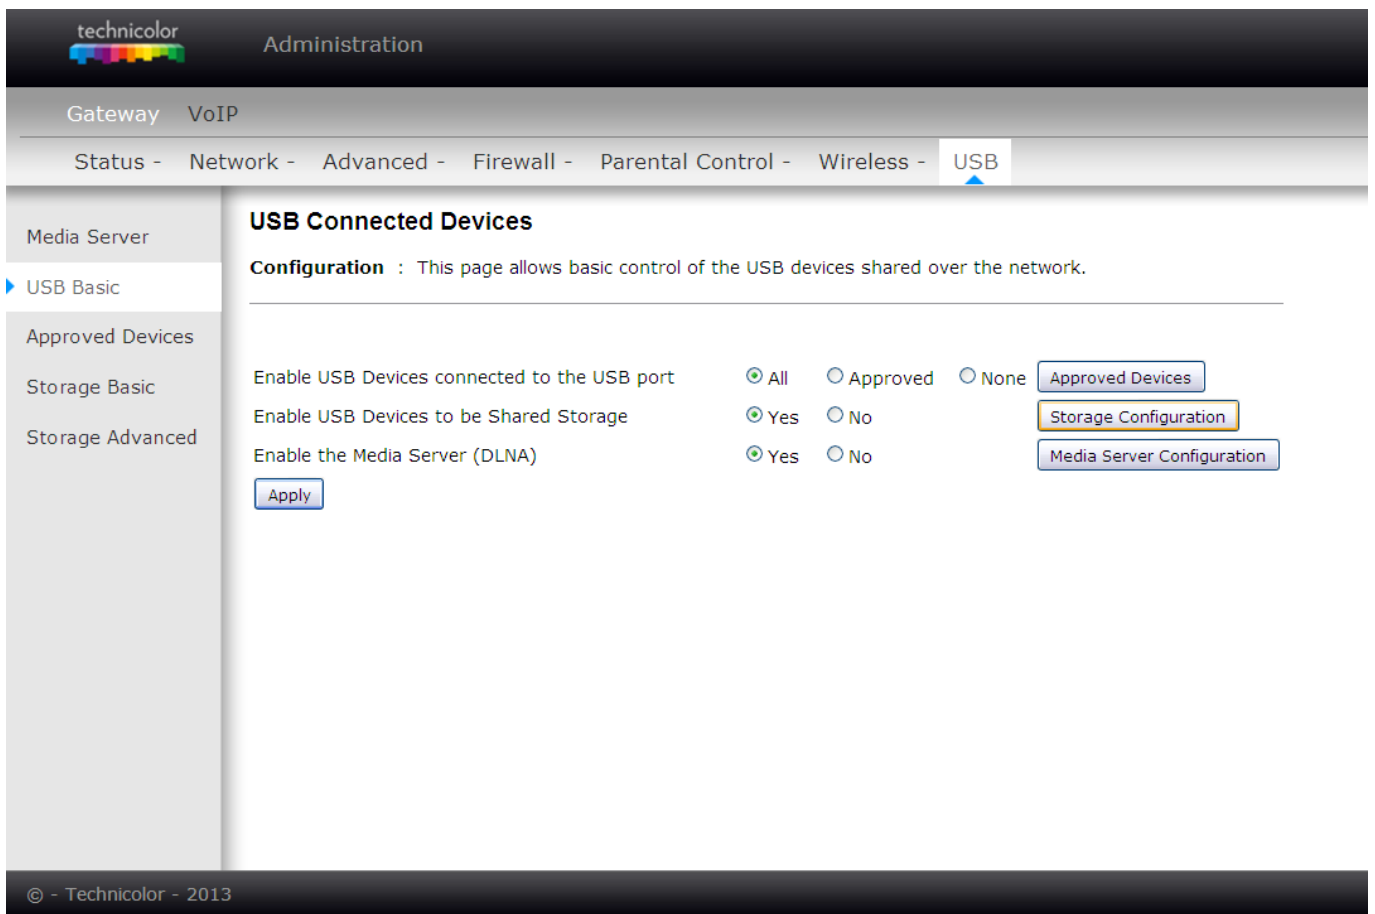 technicolor
Administration
Gateway VoIP
Status - Network - Advanced - Firewall - Parental Control - Wireless - USB
Media Server
USB Basic
Approved Devices
Storage Basic
Storage Advanced
USB Connected Devices
Configuration : This page allows basic control of the USB devices shared over the network.
Enable USB Devices connected to the USB port All Approved None Approved Devices
Enable USB Devices to be Shared Storage Yes No Storage Configuration
Enable the Media Server (DLNA) Yes No Media Server Configuration
Apply
© - Technicolor - 2013